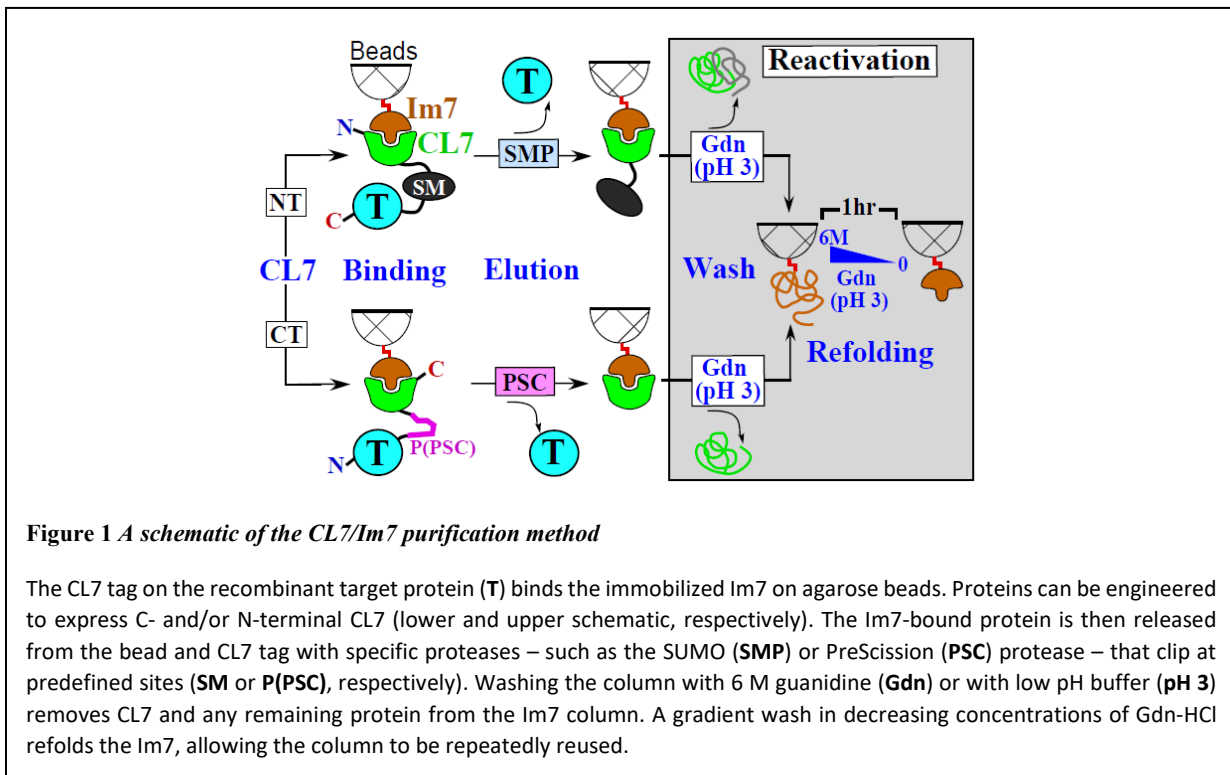 Beads
Im7
N
CL7
SM
T
C
NT
T
SMP
Reactivation
Gdn
(pH 3)
1hr
6M
0
Gdn
(pH 3)
CL7
Binding
Elution
Wash
Refolding
CT
C
P(PSC)
N
T
PSC
T
Gdn
(pH 3)
Figure 1 A schematic of the CL7/Im7 purification method
The CL7 tag on the recombinant target protein (T) binds the immobilized Im7 on agarose beads. Proteins can be engineered
to express C- and/or N-terminal CL7 (lower and upper schematic, respectively). The Im7-bound protein is then released
from the bead and CL7 tag with specific proteases – such as the SUMO (SMP) or PreScission (PSC) protease – that clip at
predefined sites (SM or P(PSC), respectively). Washing the column with 6 M guanidine (Gdn) or with low pH buffer (pH 3)
removes CL7 and any remaining protein from the Im7 column. A gradient wash in decreasing concentrations of Gdn-HCl
refolds the Im7, allowing the column to be repeatedly reused.